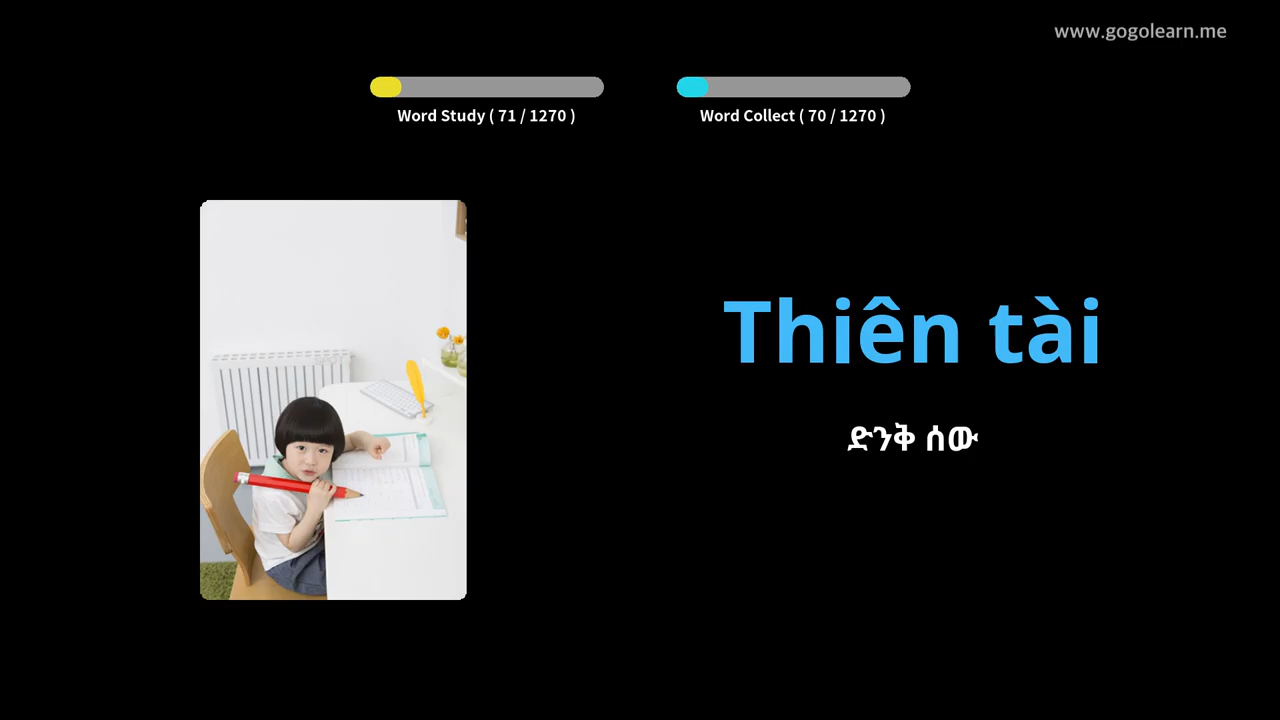 www.gogolearn.me
Word Study ( 71 / 1270 )
Word Collect ( 70 / 1270 )
Thiên tài
ድንቅ ሰው